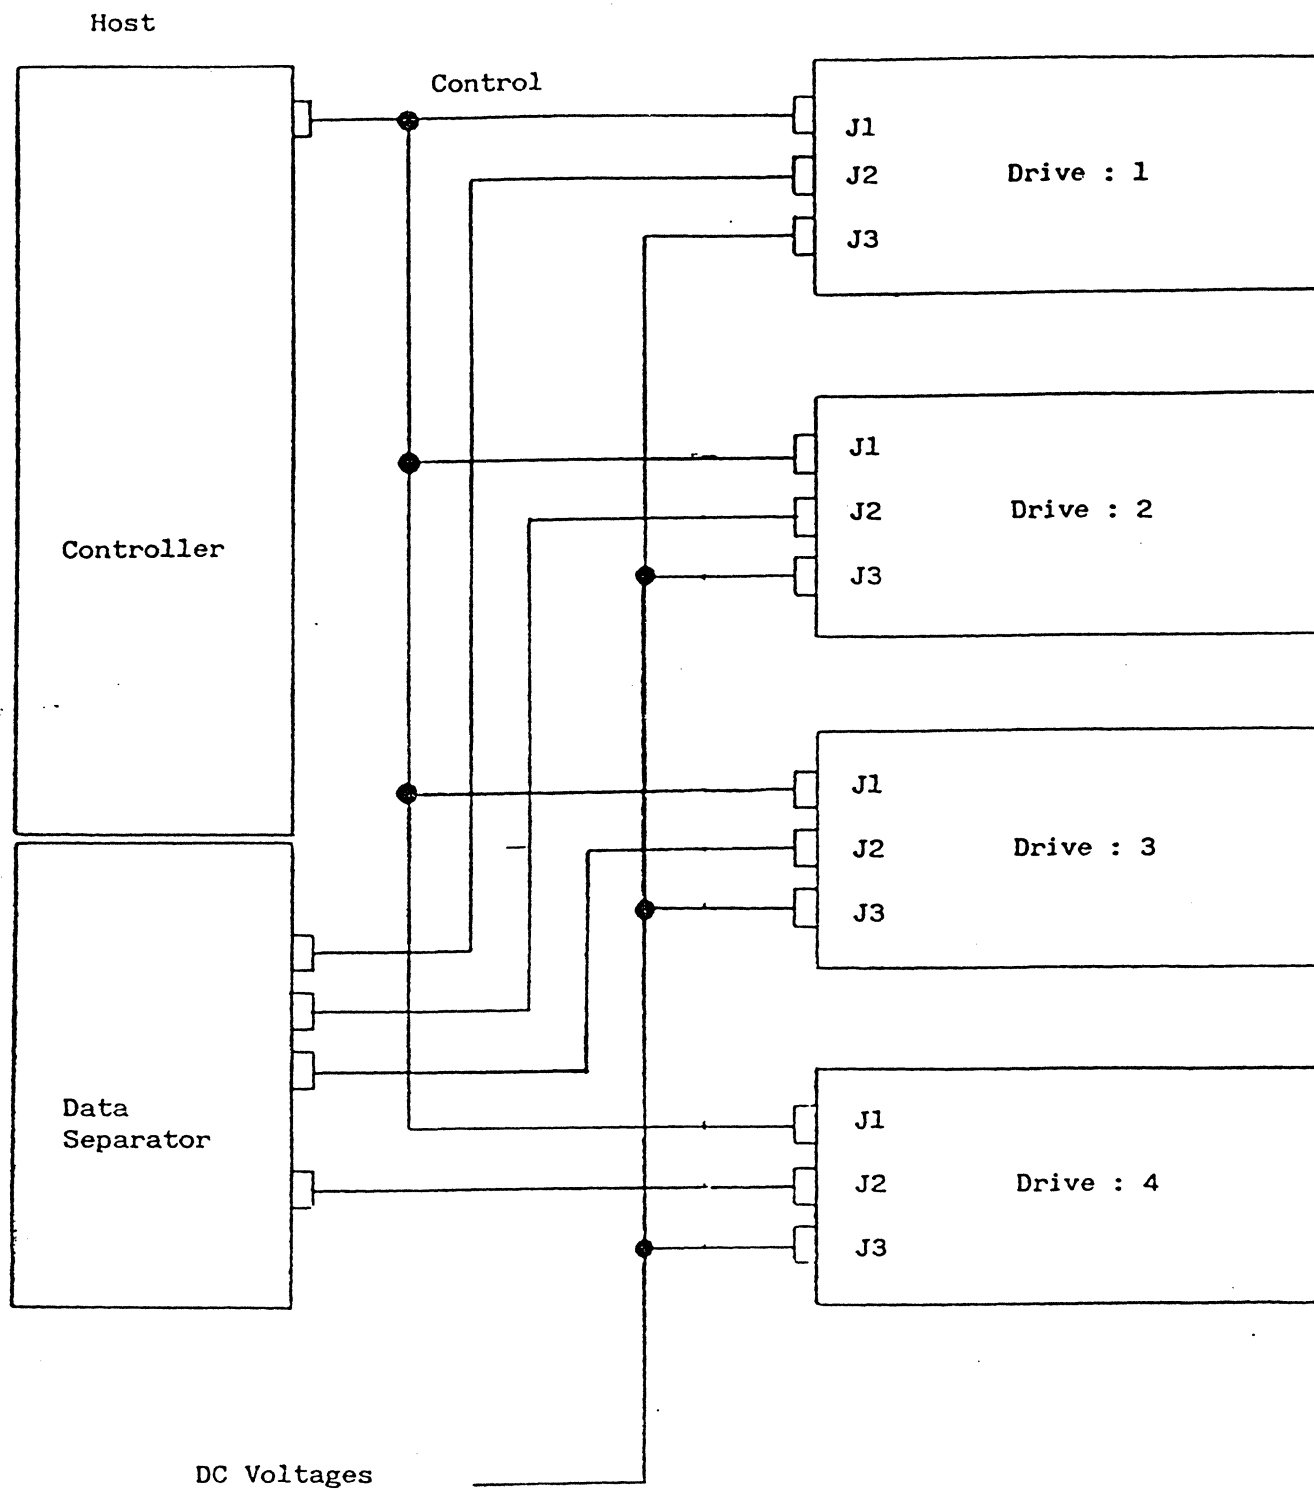 Host
Control
Controller
Data
Separator
DC Voltages
J1
J2
J3
Drive : 1
J1
J2
J3
Drive : 2
J1
J2
J3
Drive : 3
J1
J2
J3
Drive : 4